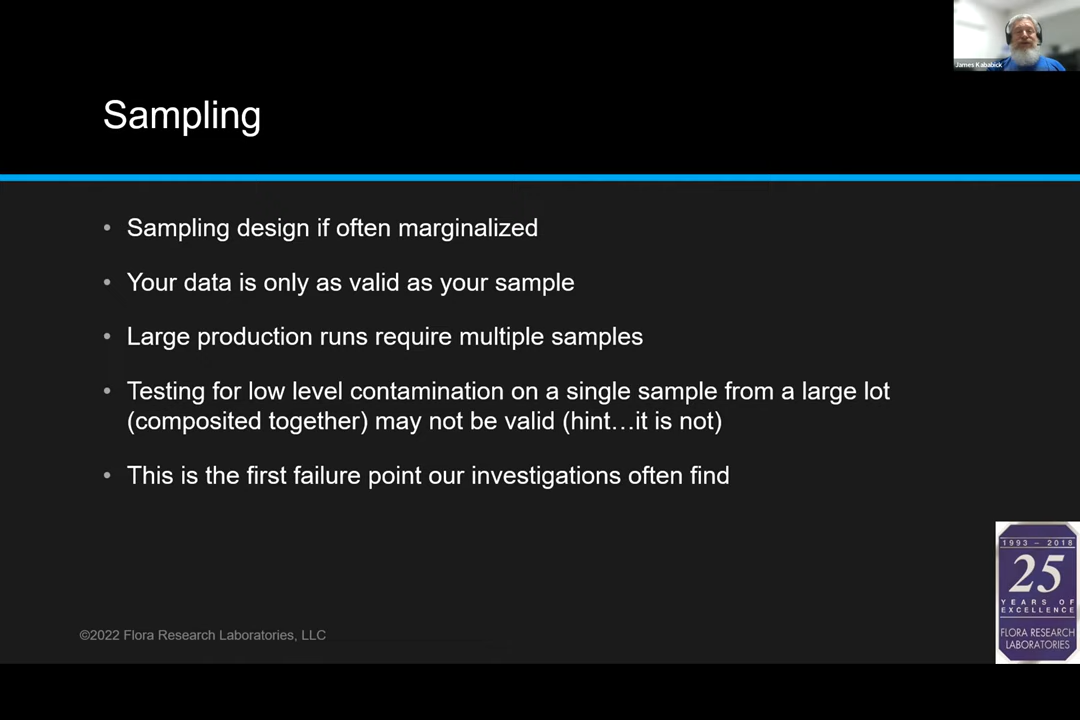 James Kababick
Sampling
• Sampling design if often marginalized
• Your data is only as valid as your sample
• Large production runs require multiple samples
• Testing for low level contamination on a single sample from a large lot
(composited together) may not be valid (hint…it is not)
• This is the first failure point our investigations often find
1993 – 2018
25
YEARS OF
EXCELLENCE
FLORA RESEARCH
LABORATORIES
©2022 Flora Research Laboratories, LLC